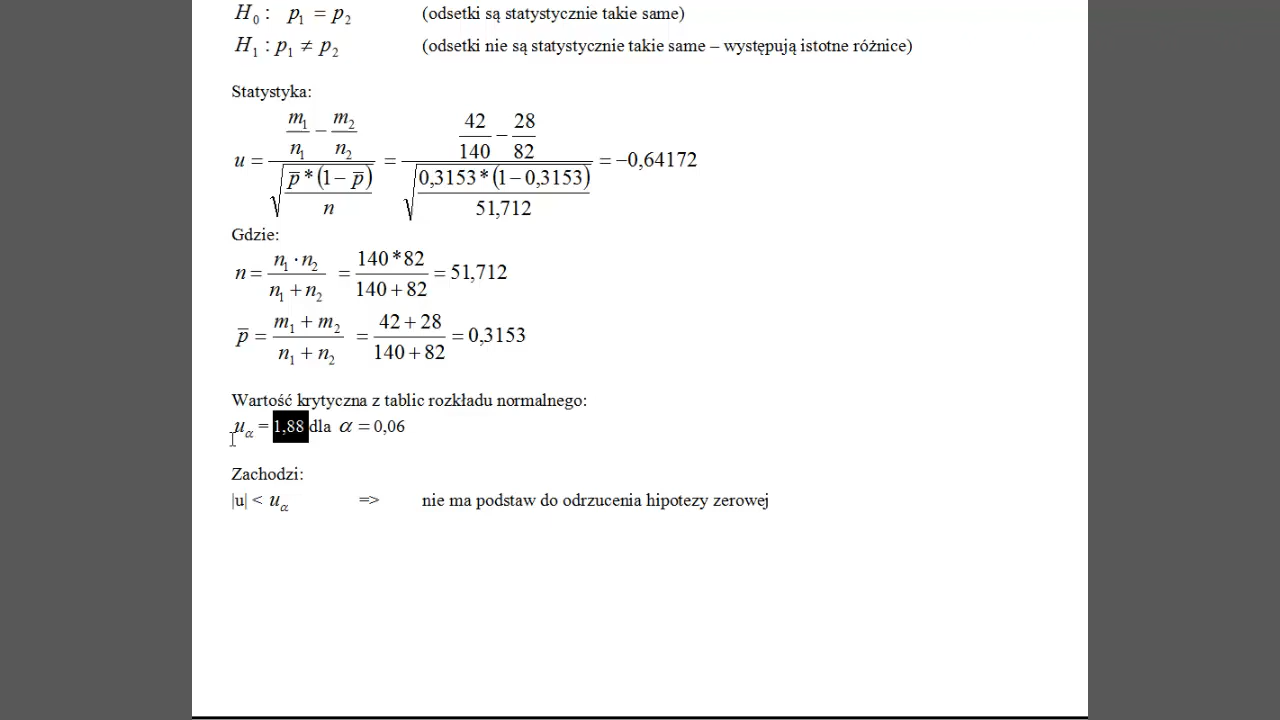 H₀ : p₁ = p₂ (odsetki są statystycznie takie same)
H₁ : p₁ ≠ p₂ (odsetki nie są statystycznie takie same – występują istotne różnice)
Statystyka:
u = (m₁/n₁ − m₂/n₂) / √(p̅ * (1 − p̅) / n) = (42/140 − 28/82) / √(0,3153 * (1 − 0,3153) / 51,712) = −0,64172
Gdzie:
n = (n₁ · n₂) / (n₁ + n₂) = (140 * 82) / (140 + 82) = 51,712
p̅ = (m₁ + m₂) / (n₁ + n₂) = (42 + 28) / (140 + 82) = 0,3153
Wartość krytyczna z tablic rozkładu normalnego:
u_α = 1,88 dla α = 0,06
Zachodzi:
|u| < u_α => nie ma podstaw do odrzucenia hipotezy zerowej